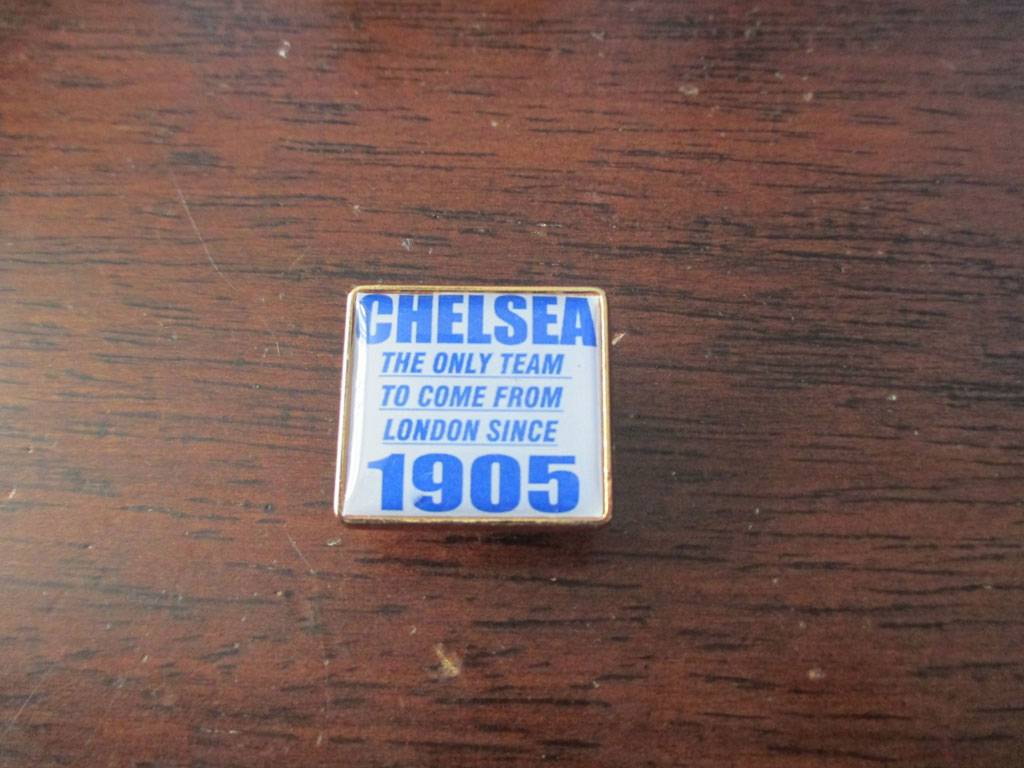 CHELSEA
THE ONLY TEAM
TO COME FROM
LONDON SINCE
1905